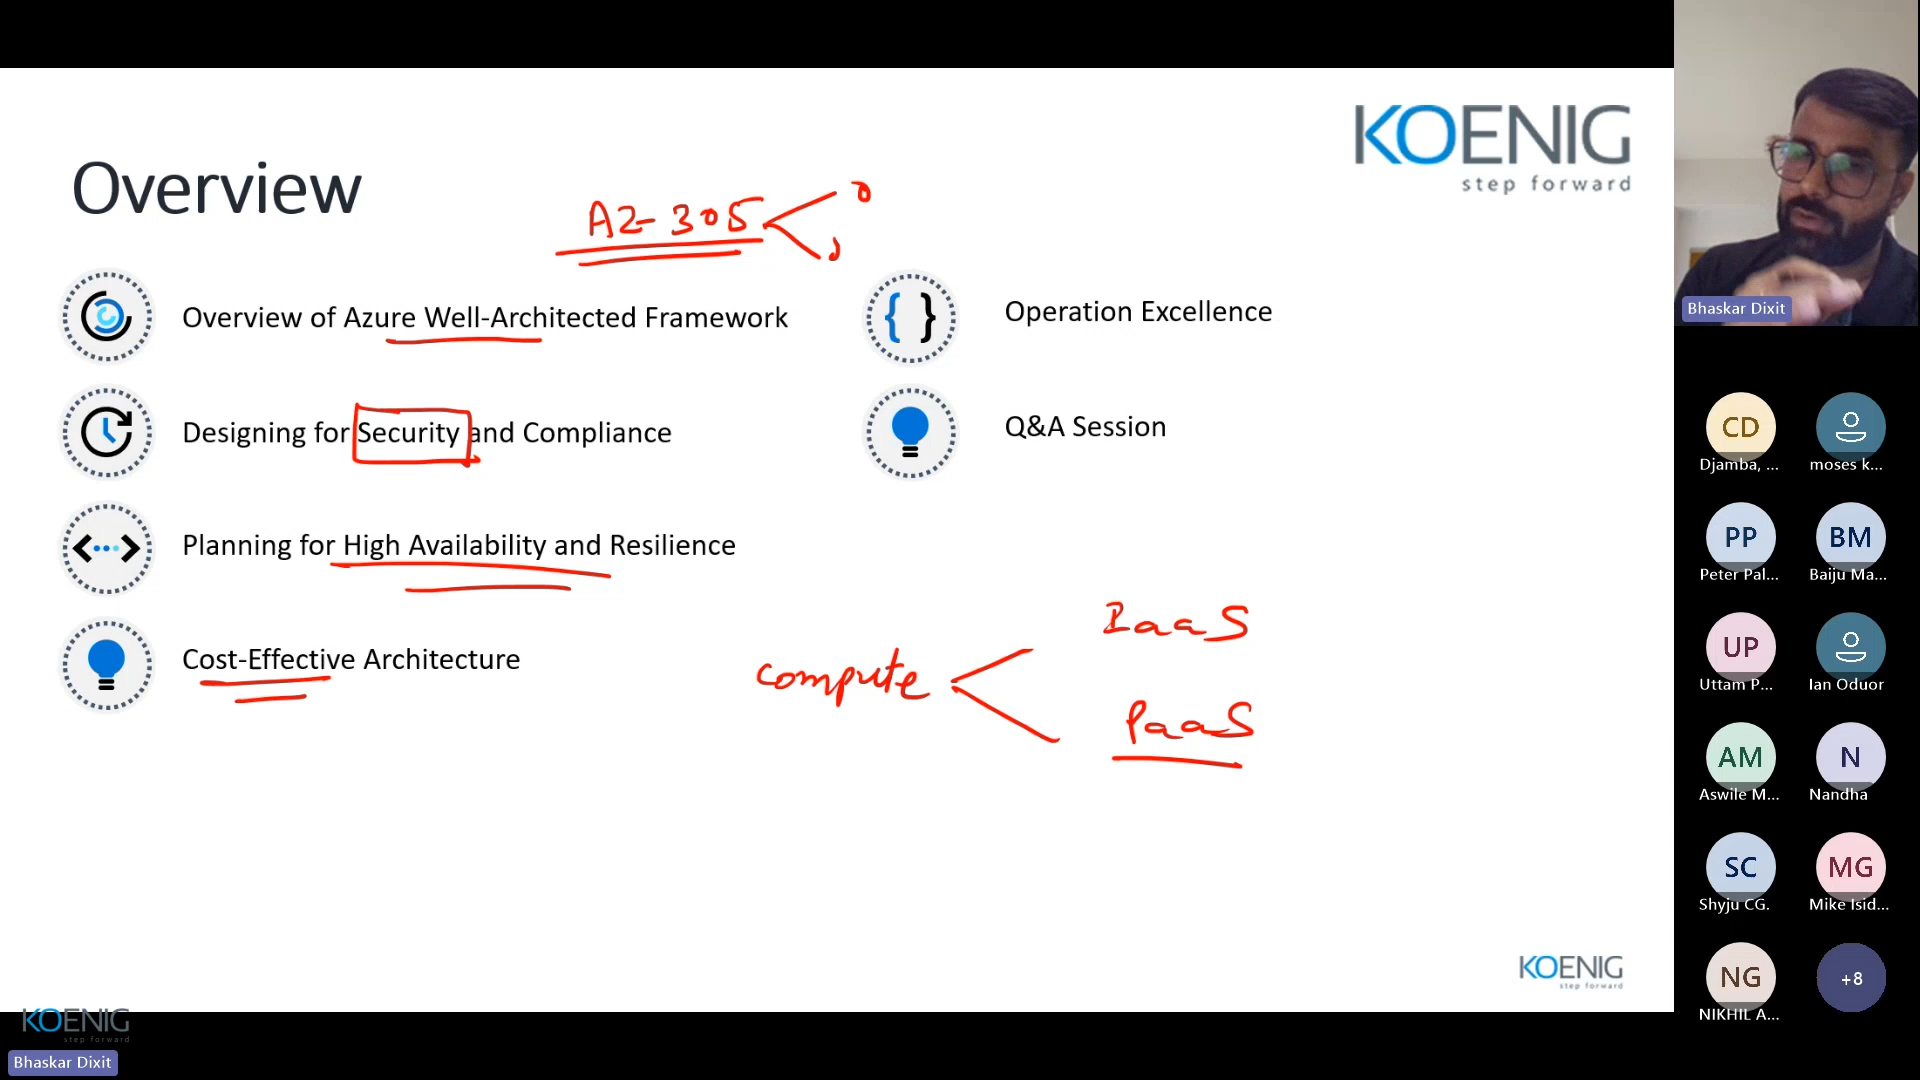 KOENIG
step forward
Overview
AZ-305
Overview of Azure Well-Architected Framework
Designing for Security and Compliance
Planning for High Availability and Resilience
Cost-Effective Architecture
Operation Excellence
Q&A Session
compute
IaaS
PaaS
KOENIG
step forward
KOENIG
step forward
Bhaskar Dixit
Bhaskar Dixit
CD
Djamba, ...
moses k...
PP
Peter Pal...
BM
Baiju Ma...
UP
Uttam P...
Ian Oduor
AM
Aswile M...
N
Nandha
SC
Shyju CG.
MG
Mike Isid...
NG
NIKHIL A...
+8